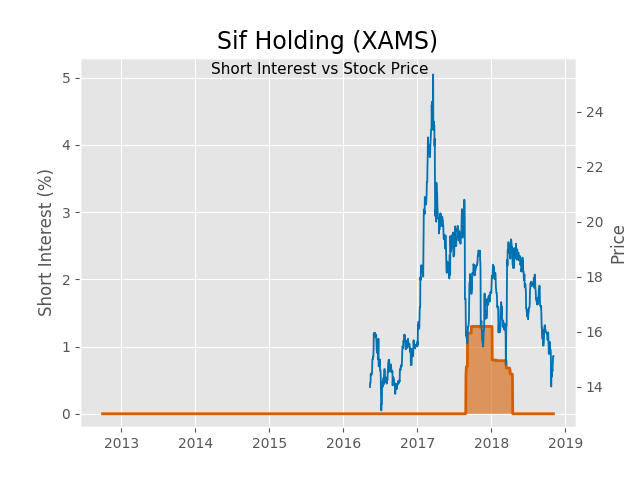 Sif Holding (XAMS)
Short Interest vs Stock Price
Short Interest (%)
5
4
3
2
1
0
24
22
20
18
16
14
Price
2013 2014 2015 2016 2017 2018 2019